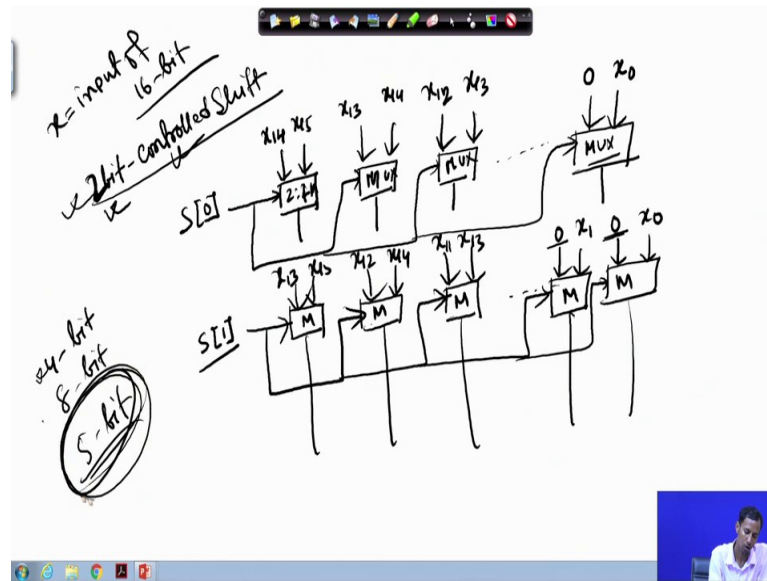 x = input of
16-bit
2bit-controlled Shift
x14 x15 x13 x14 x12 x13 0 x0
S[0] 2:1M MUX MUX ...... MUX
x13 x15 x12 x14 x11 x13 0 x1 0 x0
S[1] M M M ...... M M
4-bit
8-bit
5-bit